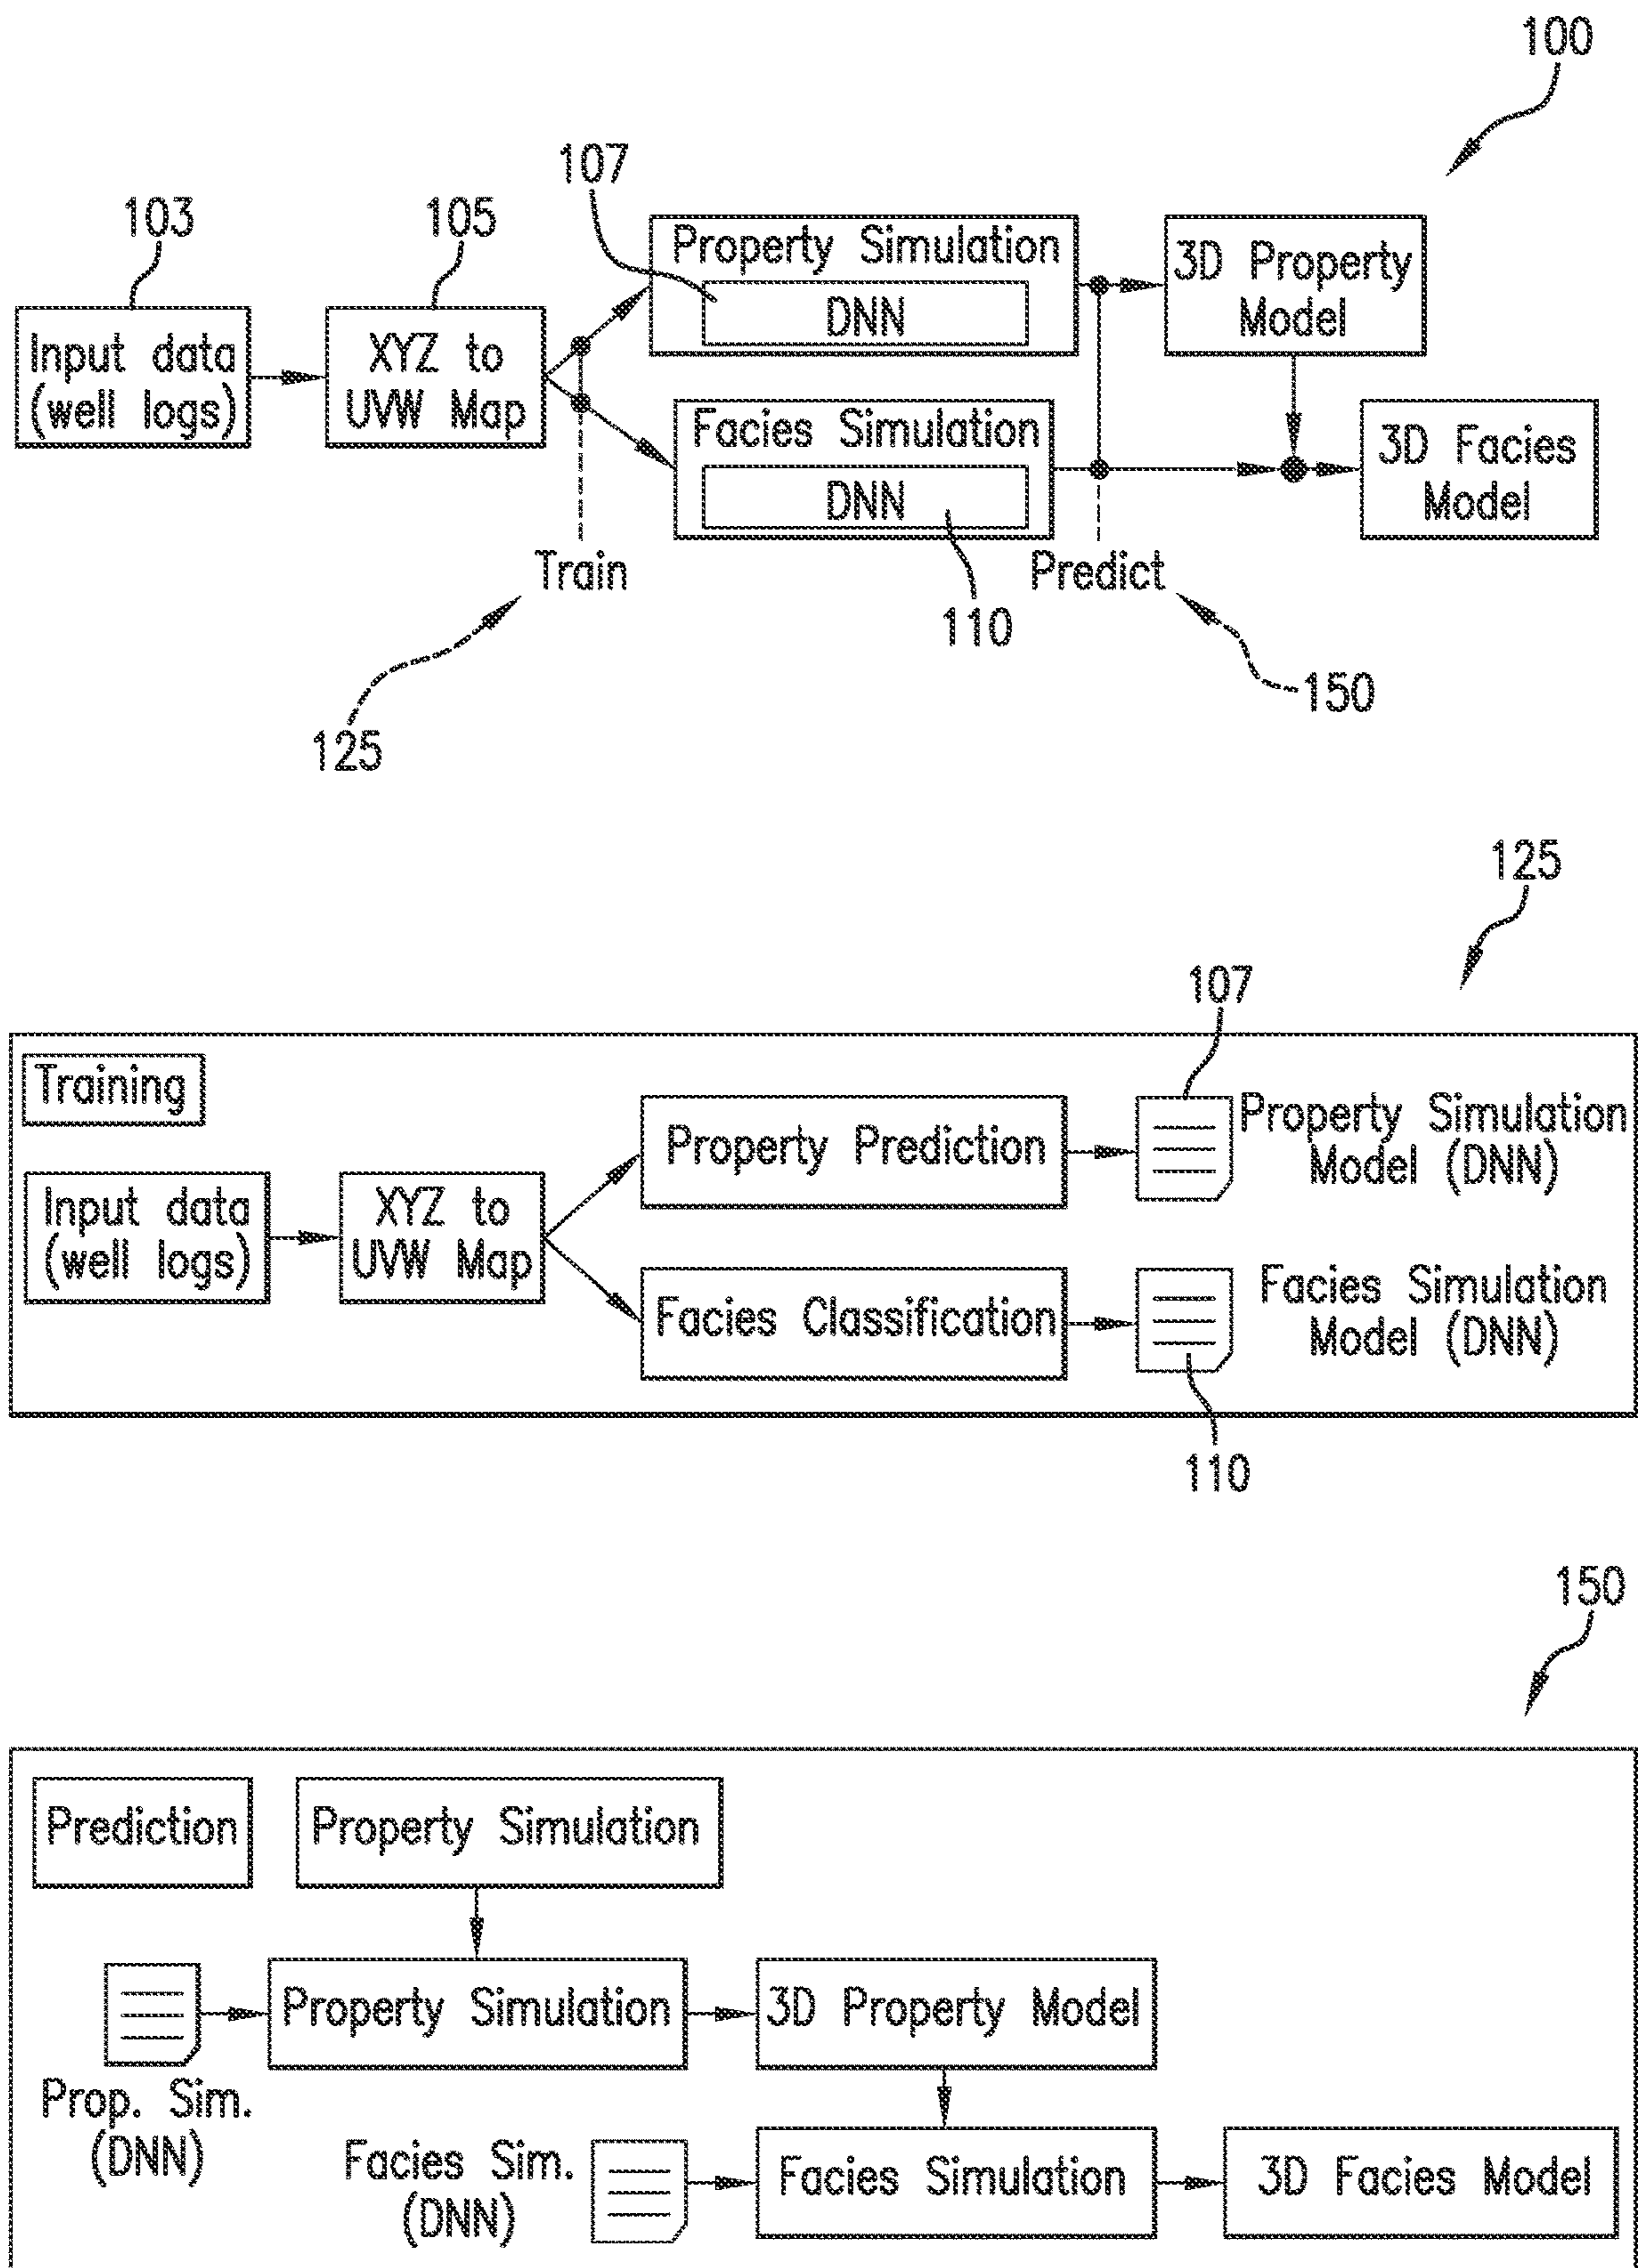 100
107
103
105
Property Simulation
DNN
3D Property
Model
Input data
(well logs)
XYZ to
UVW Map
Facies Simulation
DNN
3D Facies
Model
Train
Predict
110
125
150
125
107
Training
Property Prediction
Property Simulation
Model (DNN)
Input data
(well logs)
XYZ to
UVW Map
Facies Classification
Facies Simulation
Model (DNN)
110
150
Prediction
Property Simulation
Property Simulation
3D Property Model
Prop. Sim.
(DNN)
Facies Sim.
(DNN)
Facies Simulation
3D Facies Model